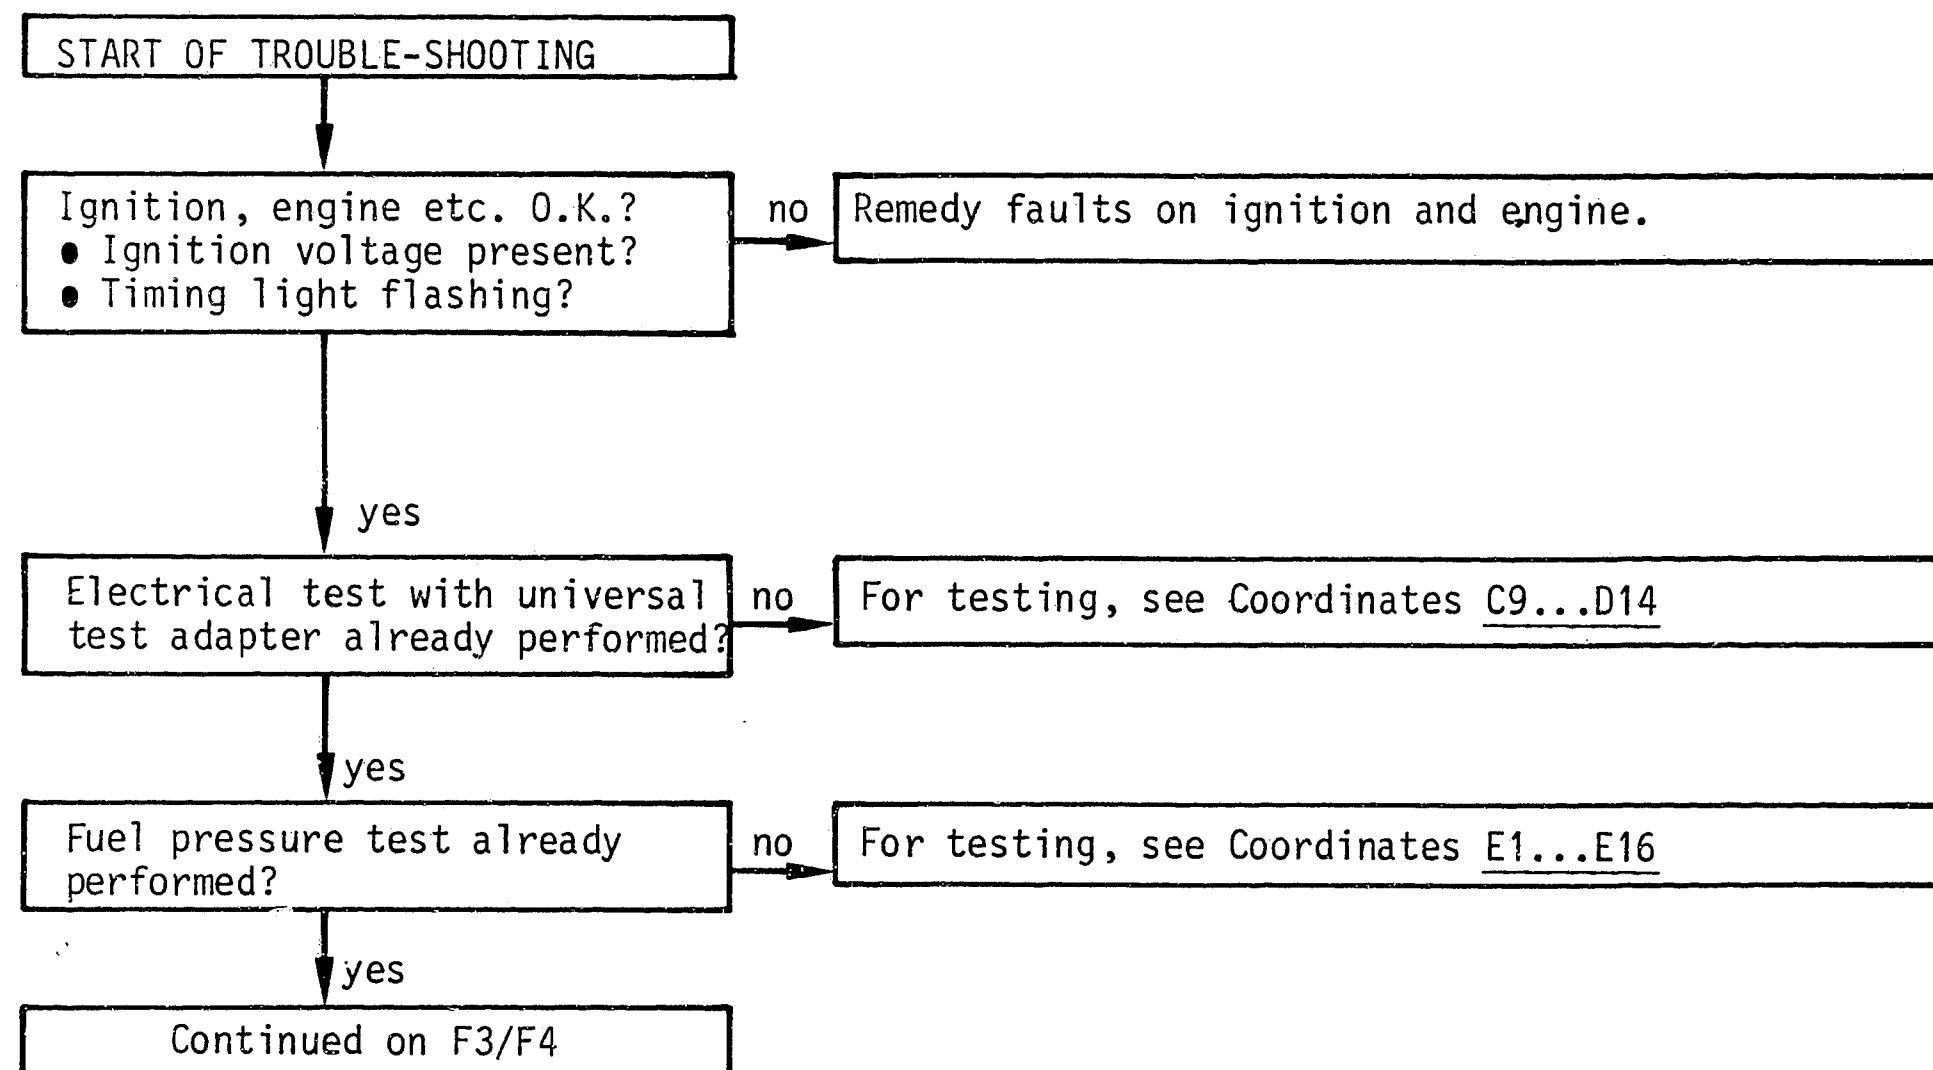 START OF TROUBLE-SHOOTING
Ignition, engine etc. O.K.?
● Ignition voltage present?
● Timing light flashing?
no
Remedy faults on ignition and engine.
yes
Electrical test with universal
test adapter already performed?
no
For testing, see Coordinates C9...D14
yes
Fuel pressure test already
performed?
no
For testing, see Coordinates E1...E16
yes
Continued on F3/F4